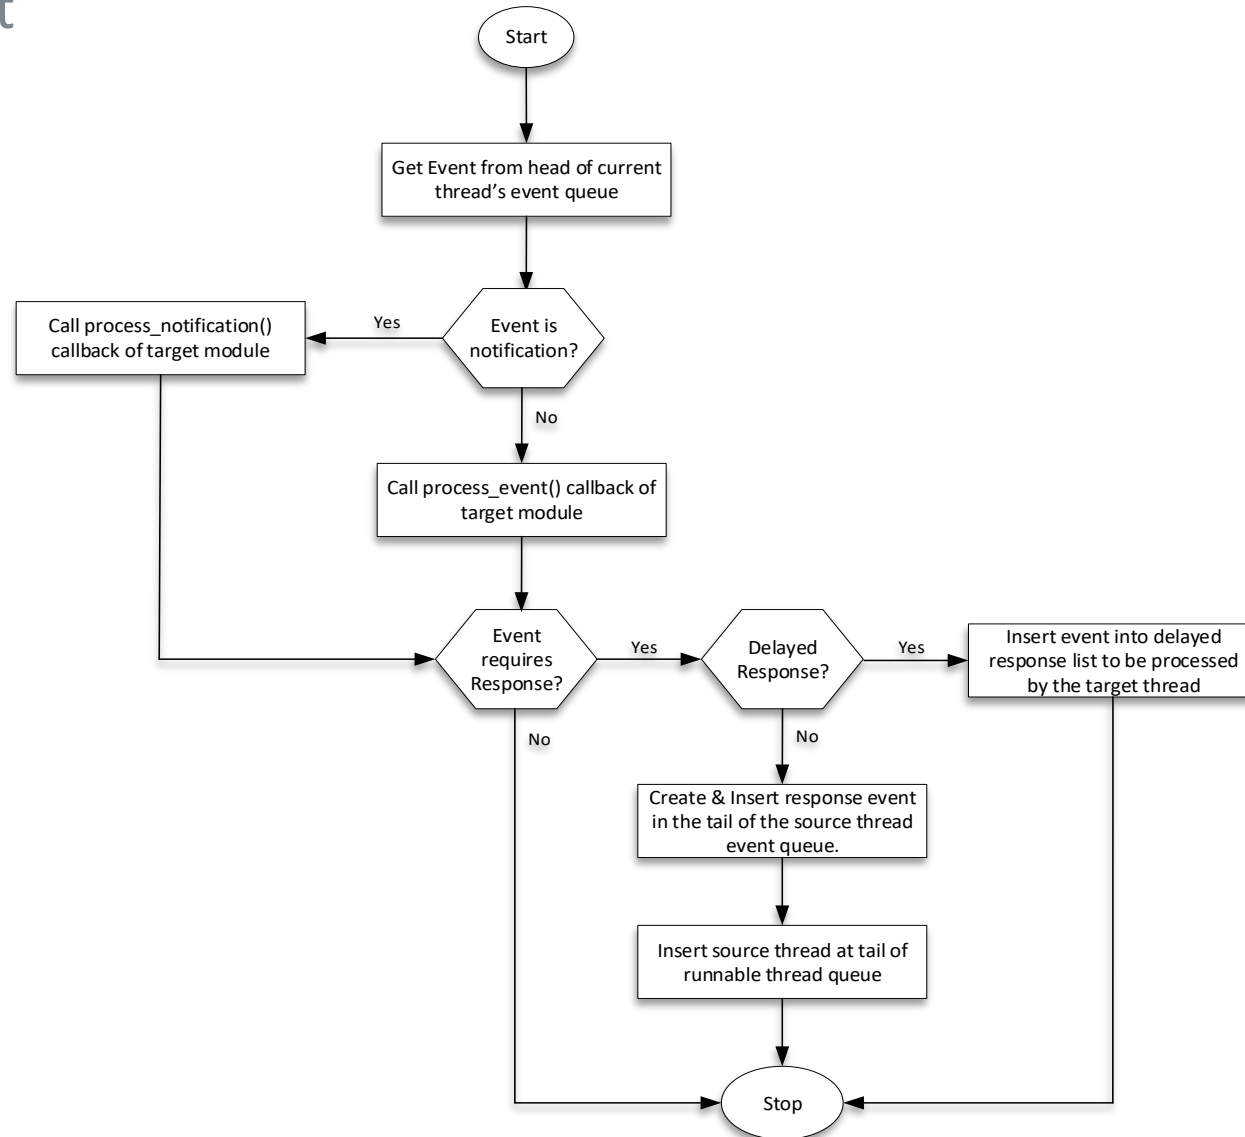 t
Start
Get Event from head of current
thread's event queue
Event is
notification?
Yes
Call process_notification()
callback of target module
No
Call process_event() callback of
target module
Event
requires
Response?
Yes
Delayed
Response?
Yes
Insert event into delayed
response list to be processed
by the target thread
No
No
Create & Insert response event
in the tail of the source thread
event queue.
Insert source thread at tail of
runnable thread queue
Stop